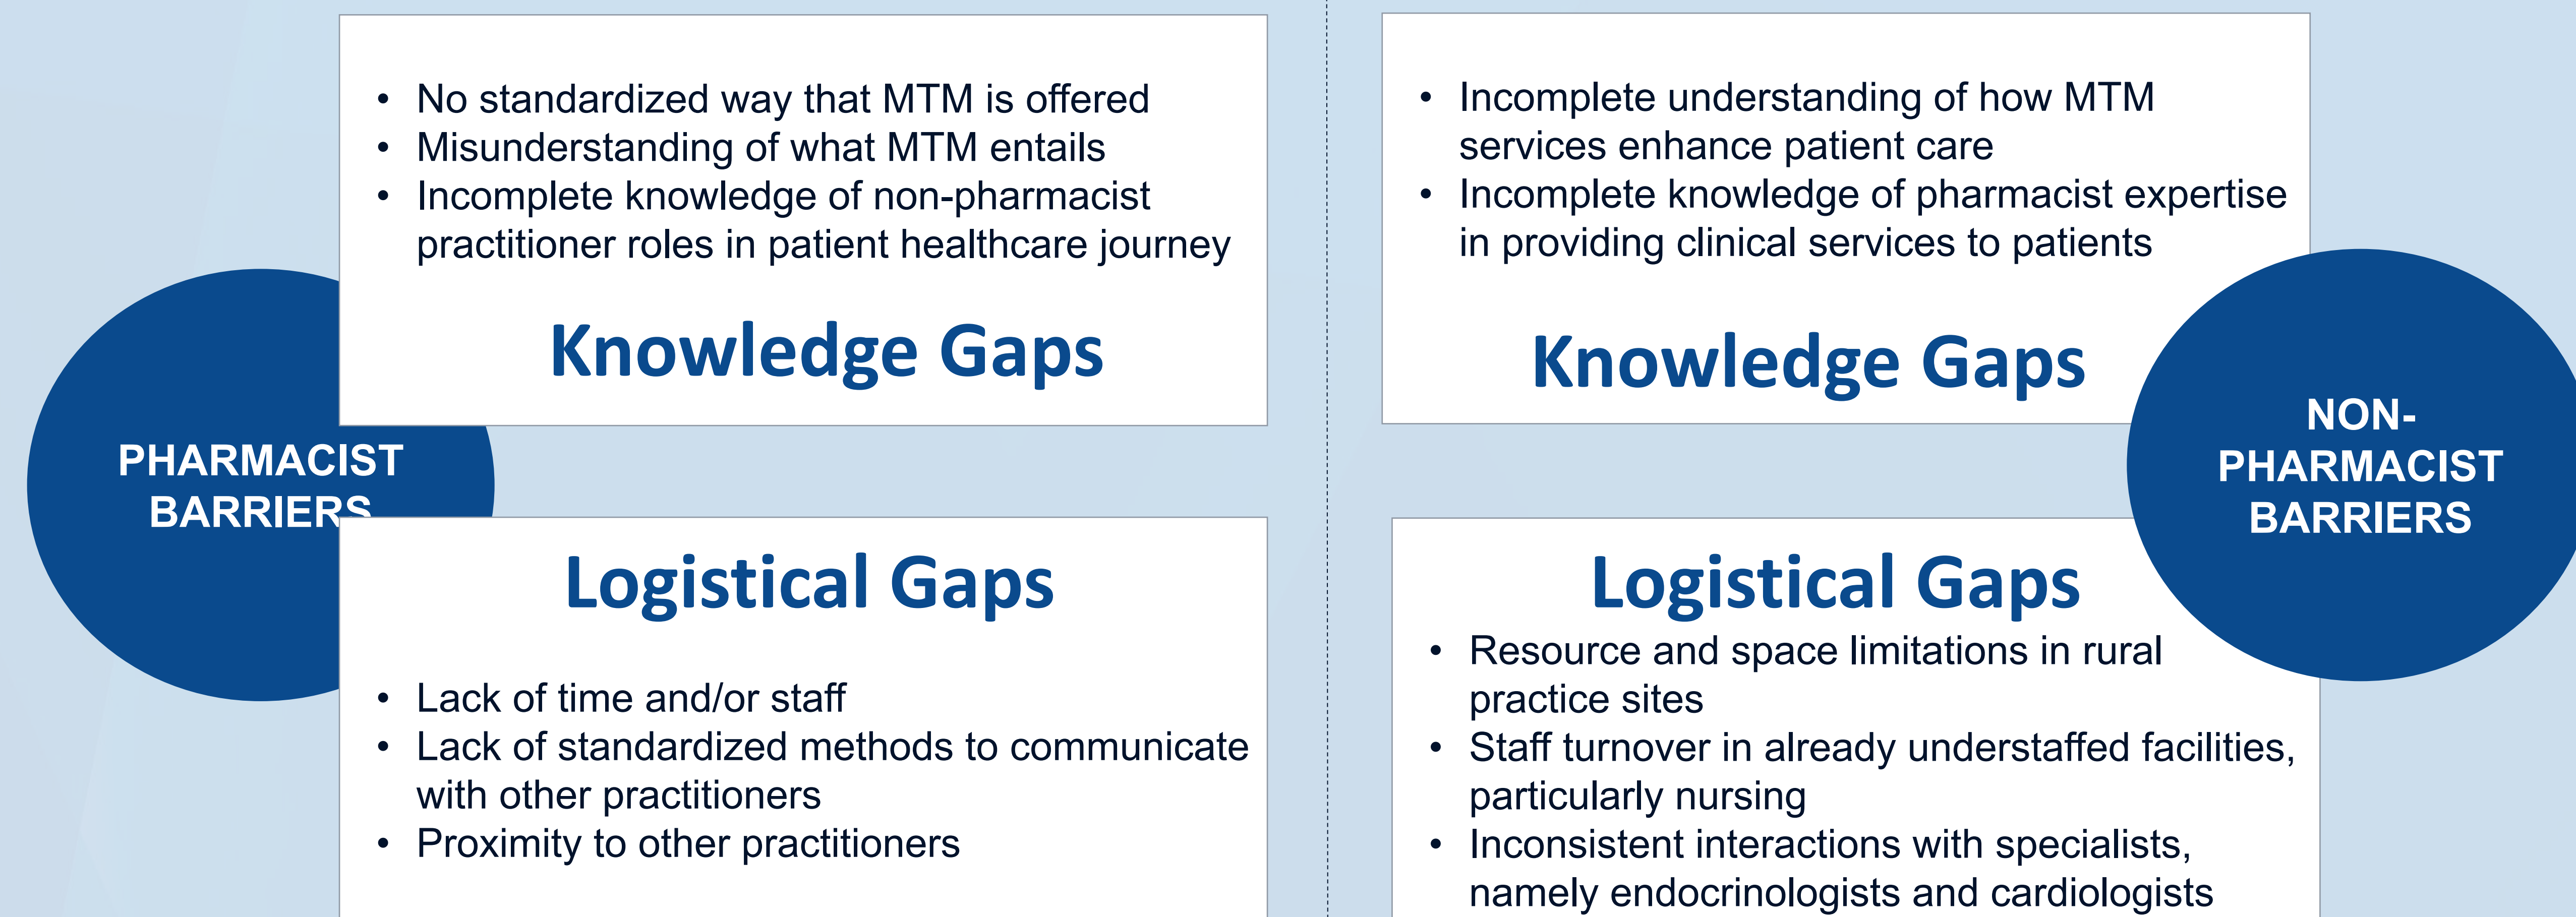 PHARMACIST
BARRIERS
• No standardized way that MTM is offered
• Misunderstanding of what MTM entails
• Incomplete knowledge of non-pharmacist
practitioner roles in patient healthcare journey
Knowledge Gaps
Logistical Gaps
• Lack of time and/or staff
• Lack of standardized methods to communicate
with other practitioners
• Proximity to other practitioners
• Incomplete understanding of how MTM
services enhance patient care
• Incomplete knowledge of pharmacist expertise
in providing clinical services to patients
Knowledge Gaps
NON-
PHARMACIST
BARRIERS
Logistical Gaps
• Resource and space limitations in rural
practice sites
• Staff turnover in already understaffed facilities,
particularly nursing
• Inconsistent interactions with specialists,
namely endocrinologists and cardiologists